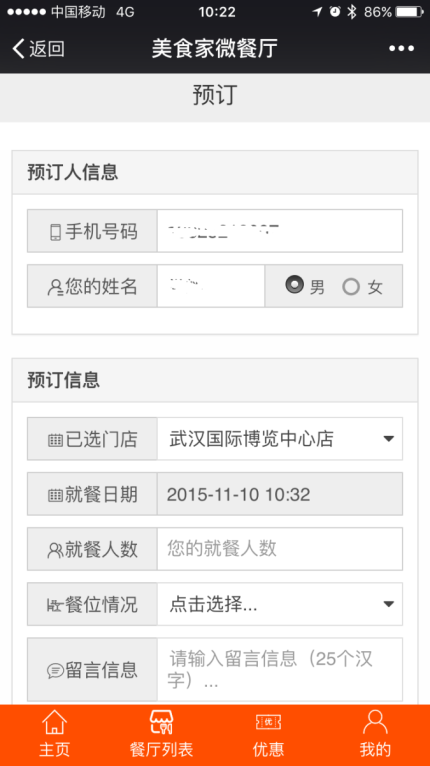 中国移动 4G 10:22 86%
返回 美食家微餐厅
预订
预订人信息
手机号码
您的姓名 男 女
预订信息
已选门店 武汉国际博览中心店
就餐日期 2015-11-10 10:32
就餐人数 您的就餐人数
餐位情况 点击选择...
留言信息 请输入留言信息（25个汉
字）...
优
主页 餐厅列表 优惠 我的